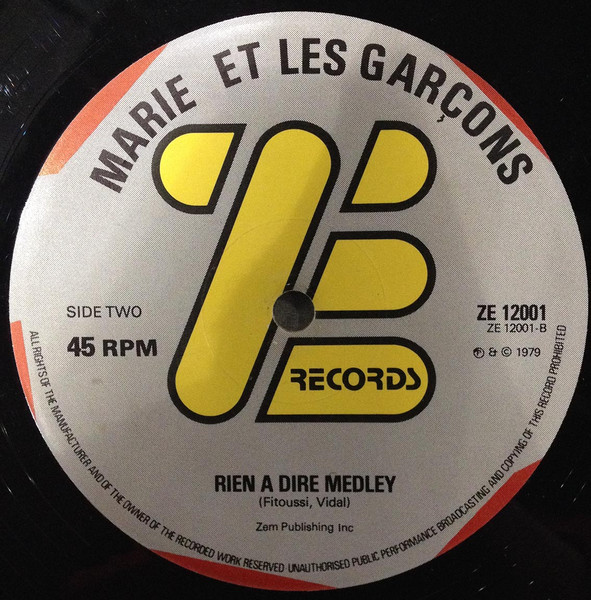 MARIE ET LES GARÇONS
ZE
RECORDS
SIDE TWO
45 RPM
ZE 12001
ZE 12001-B
℗ & © 1979
RIEN A DIRE MEDLEY
(Fitoussi, Vidal)
Zem Publishing Inc
ALL RIGHTS OF THE MANUFACTURER AND OF THE OWNER OF THE RECORDED WORK RESERVED UNAUTHORISED PUBLIC PERFORMANCE BROADCASTING AND COPYING OF THIS RECORD PROHIBITED